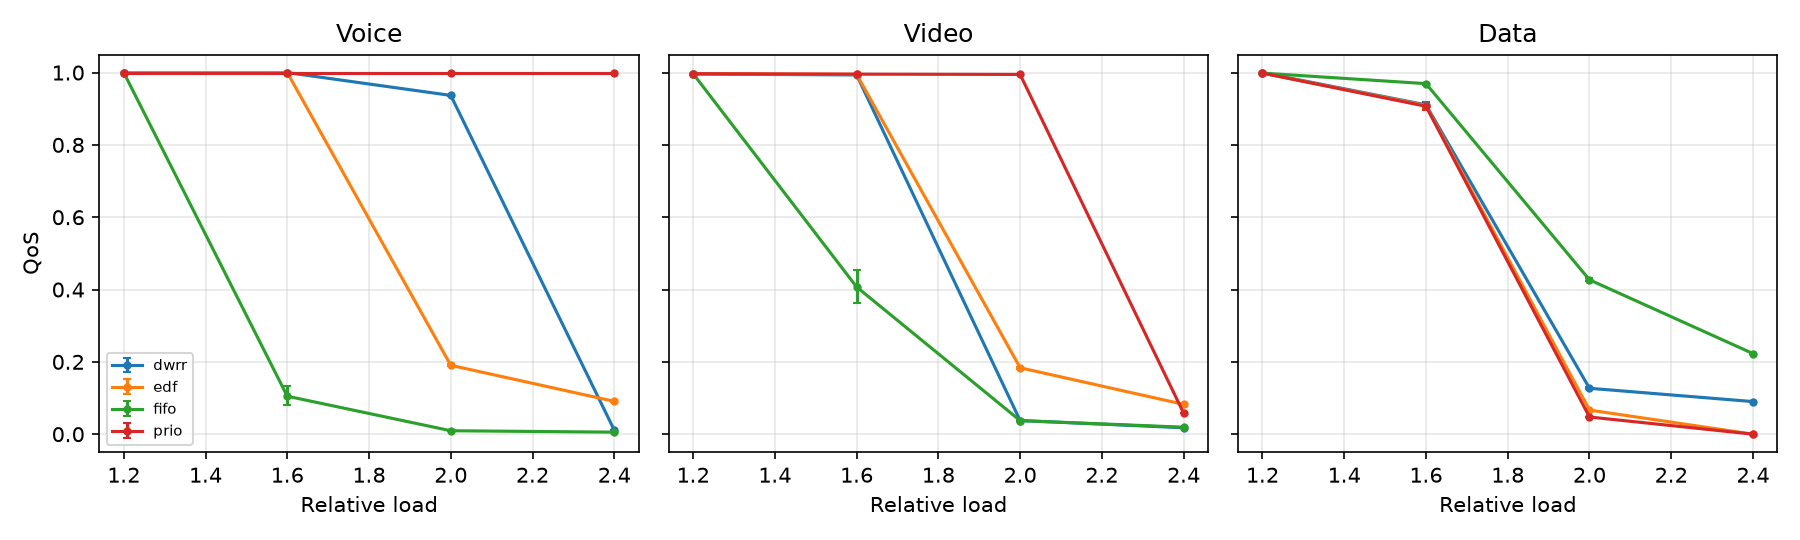 Voice
Video
Data
QoS
1.0
0.8
0.6
0.4
0.2
0.0
dwrr
edf
fifo
prio
1.2 1.4 1.6 1.8 2.0 2.2 2.4
1.2 1.4 1.6 1.8 2.0 2.2 2.4
1.2 1.4 1.6 1.8 2.0 2.2 2.4
Relative load
Relative load
Relative load